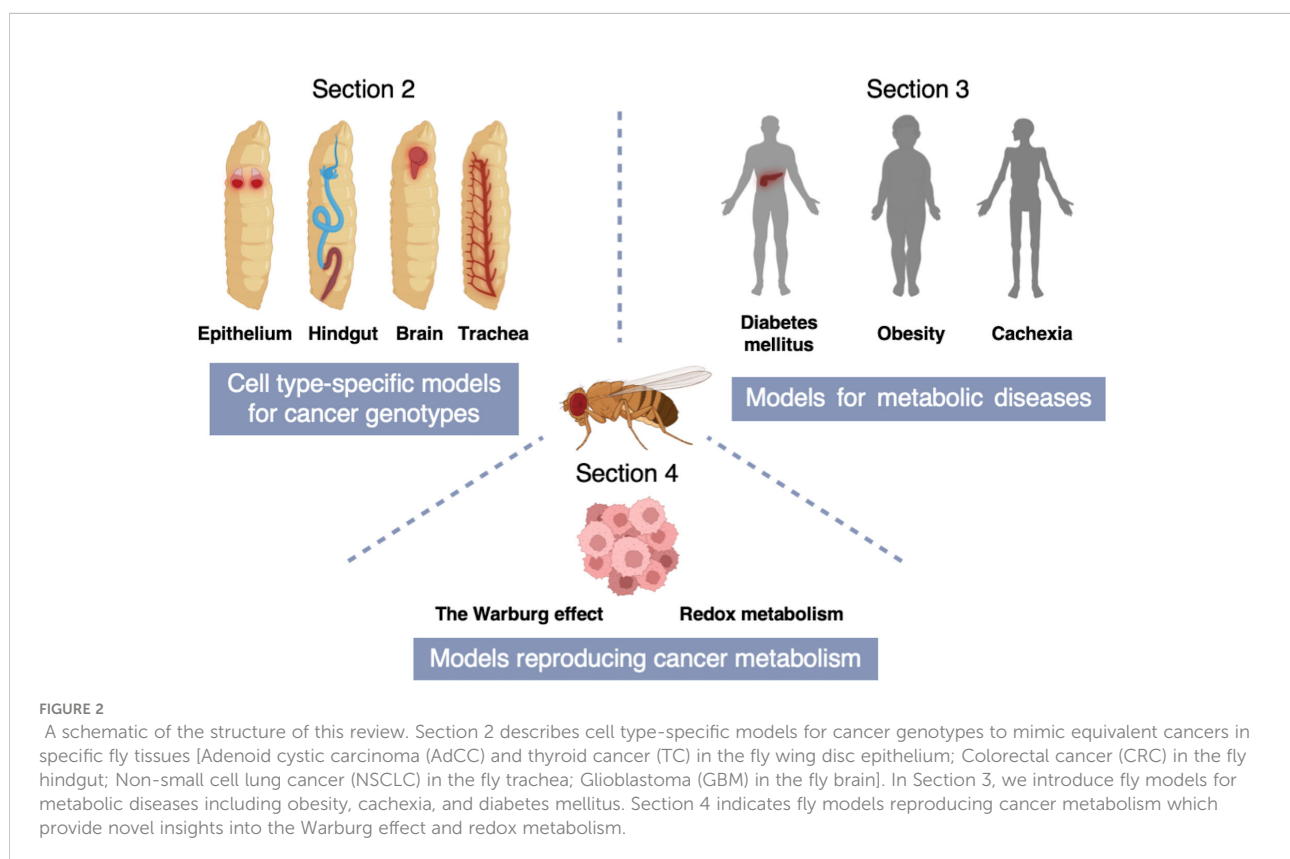 Section 2
Epithelium Hindgut Brain Trachea
Cell type-specific models
for cancer genotypes
Section 3
Diabetes
mellitus
Obesity
Cachexia
Models for metabolic diseases
Section 4
The Warburg effect
Redox metabolism
Models reproducing cancer metabolism
FIGURE 2
A schematic of the structure of this review. Section 2 describes cell type-specific models for cancer genotypes to mimic equivalent cancers in
specific fly tissues [Adenoid cystic carcinoma (AdCC) and thyroid cancer (TC) in the fly wing disc epithelium; Colorectal cancer (CRC) in the fly
hindgut; Non-small cell lung cancer (NSCLC) in the fly trachea; Glioblastoma (GBM) in the fly brain]. In Section 3, we introduce fly models for
metabolic diseases including obesity, cachexia, and diabetes mellitus. Section 4 indicates fly models reproducing cancer metabolism which
provide novel insights into the Warburg effect and redox metabolism.